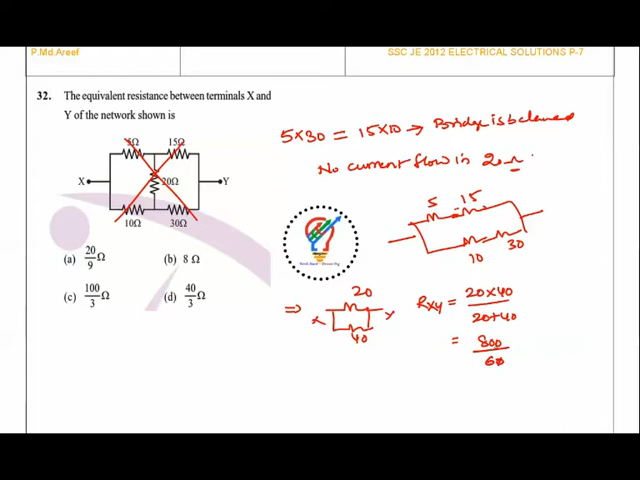 P.Md.Areef
SSC JE 2012 ELECTRICAL SOLUTIONS P-7
32. The equivalent resistance between terminals X and
Y of the network shown is
5Ω 15Ω
X 20Ω Y
10Ω 30Ω
(a) 20/9 Ω (b) 8 Ω
(c) 100/3 Ω (d) 40/3 Ω
5×30 = 15×10 → Bridge is balanced
No current flow in 20 Ω.
5 15
10 30
⇒ 20
X Y
40
R_XY = 20×40 / 20+40
= 800 / 60